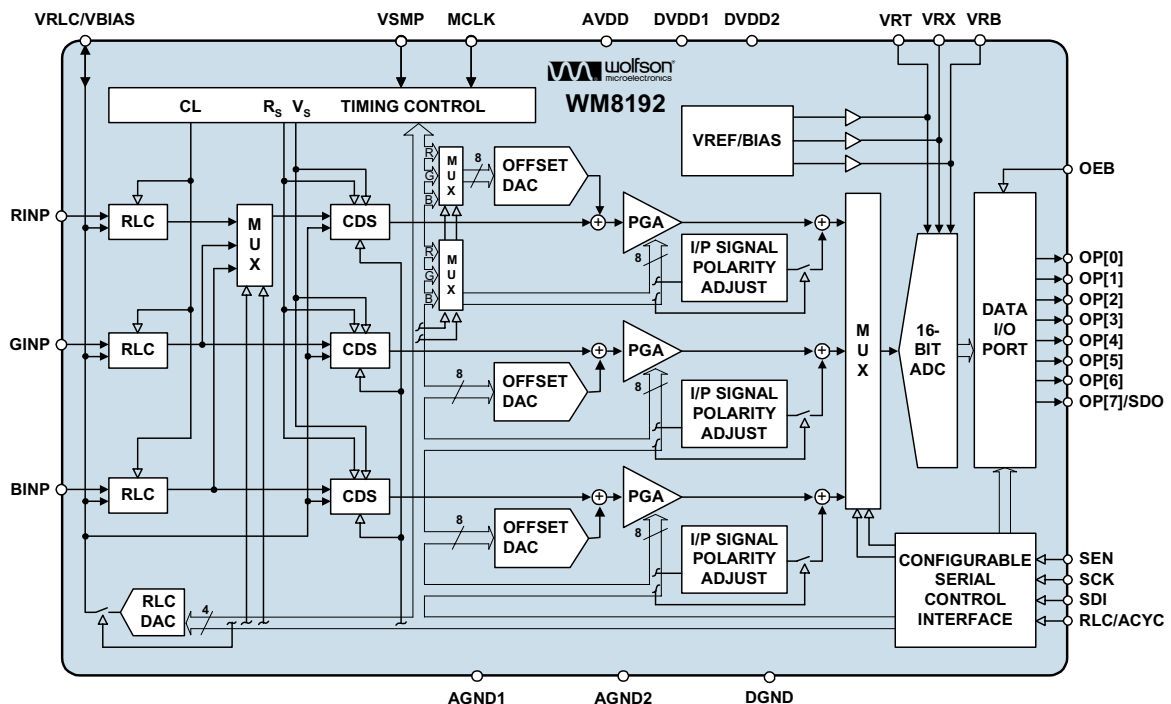 VRLC/VBIAS VSMP MCLK AVDD DVDD1 DVDD2 VRT VRX VRB
wolfson
microelectronics
WM8192
CL RS VS TIMING CONTROL
VREF/BIAS
R
G
B
MUX
8
OFFSET
DAC
OEB
RINP
RLC
MUX
CDS
PGA
R
G
B
MUX
8
I/P SIGNAL
POLARITY
ADJUST
MUX
16-
BIT
ADC
DATA
I/O
PORT
OP[0]
OP[1]
OP[2]
OP[3]
OP[4]
OP[5]
OP[6]
OP[7]/SDO
GINP
RLC
CDS
8
OFFSET
DAC
PGA
8
I/P SIGNAL
POLARITY
ADJUST
BINP
RLC
CDS
8
OFFSET
DAC
PGA
8
I/P SIGNAL
POLARITY
ADJUST
CONFIGURABLE
SERIAL
CONTROL
INTERFACE
SEN
SCK
SDI
RLC/ACYC
RLC
DAC
4
AGND1 AGND2 DGND